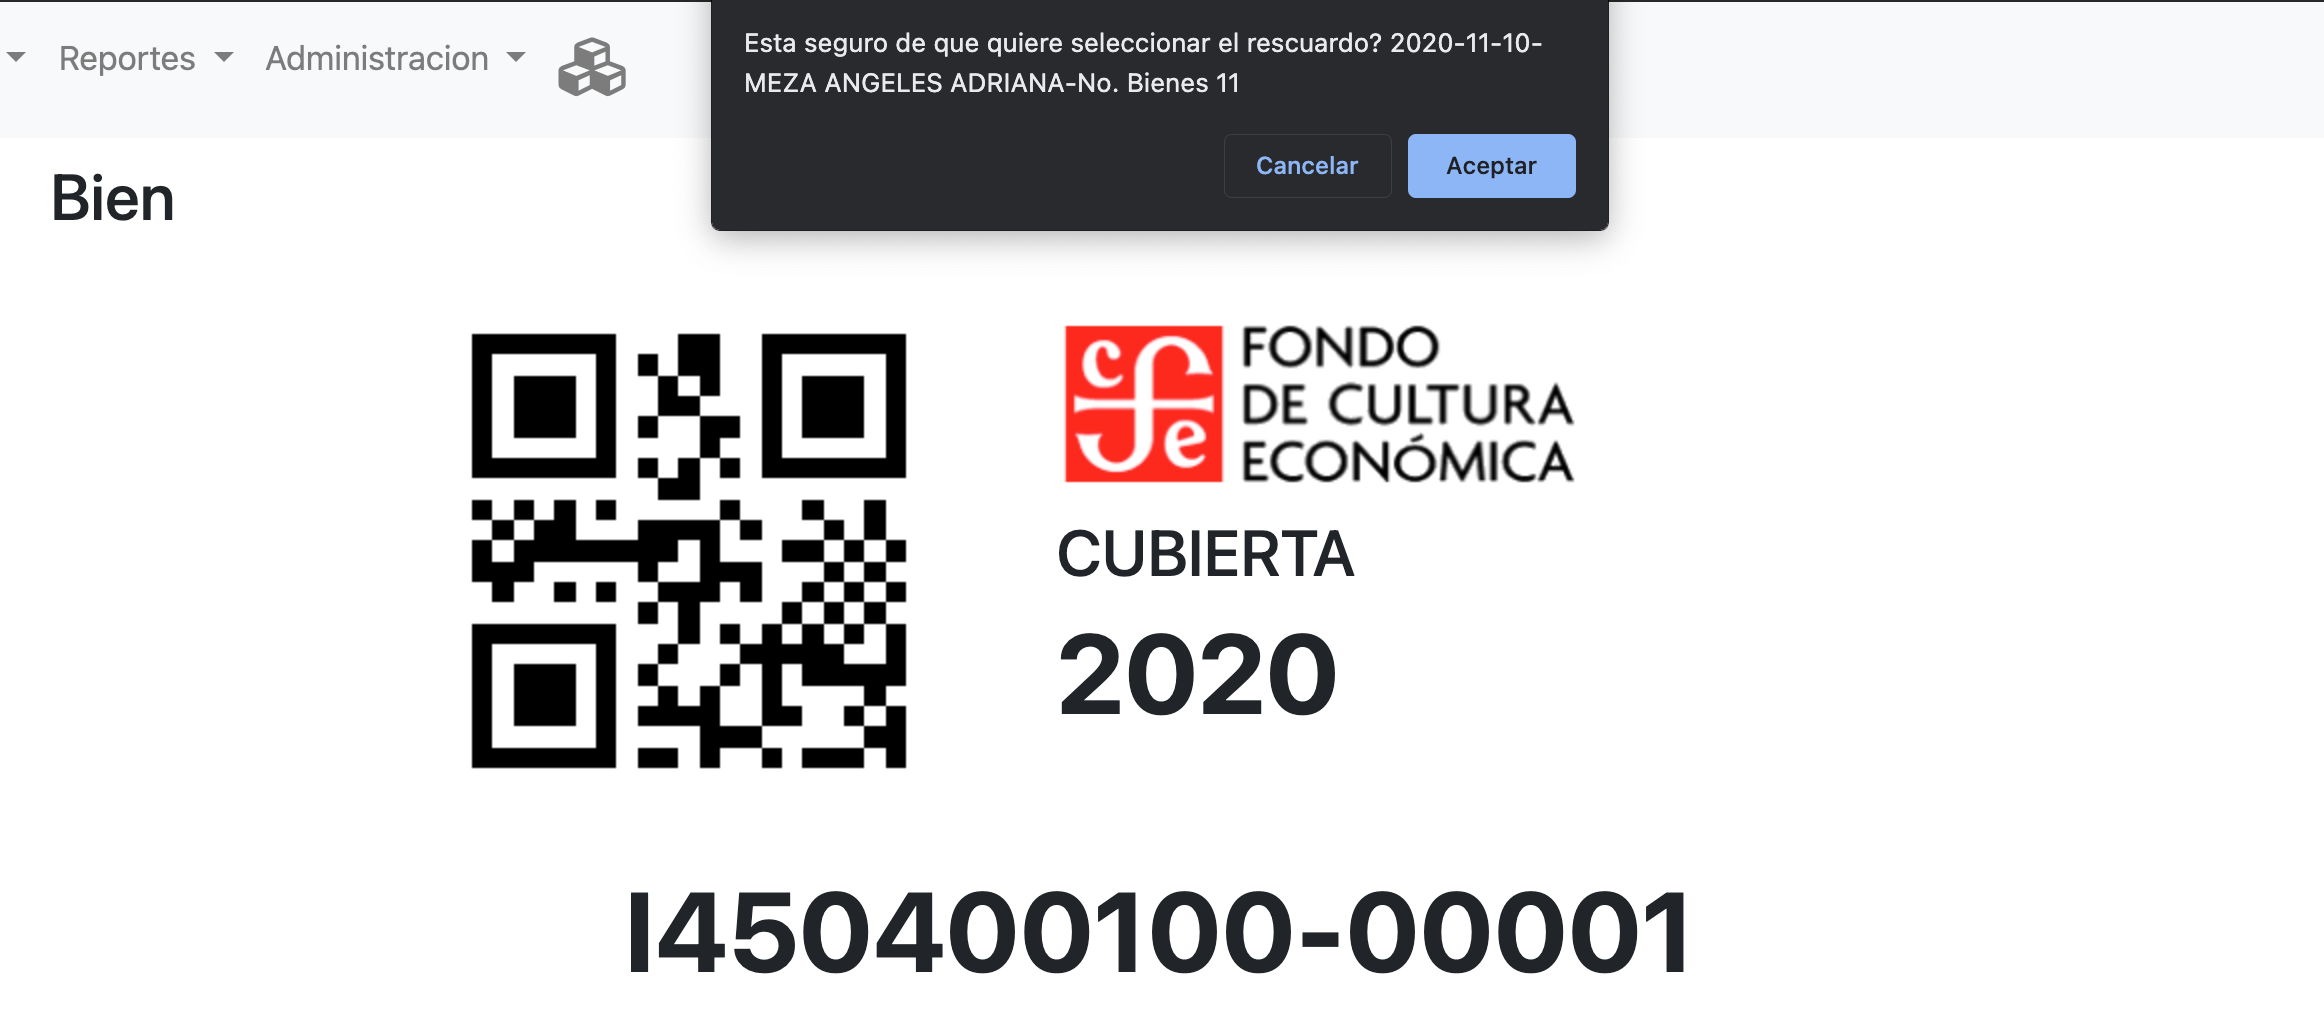 Reportes
Administracion
Esta seguro de que quiere seleccionar el rescuardo? 2020-11-10-
MEZA ANGELES ADRIANA-No. Bienes 11
Cancelar
Aceptar
Bien
cfe
FONDO
DE CULTURA
ECONÓMICA
CUBIERTA
2020
I450400100-00001